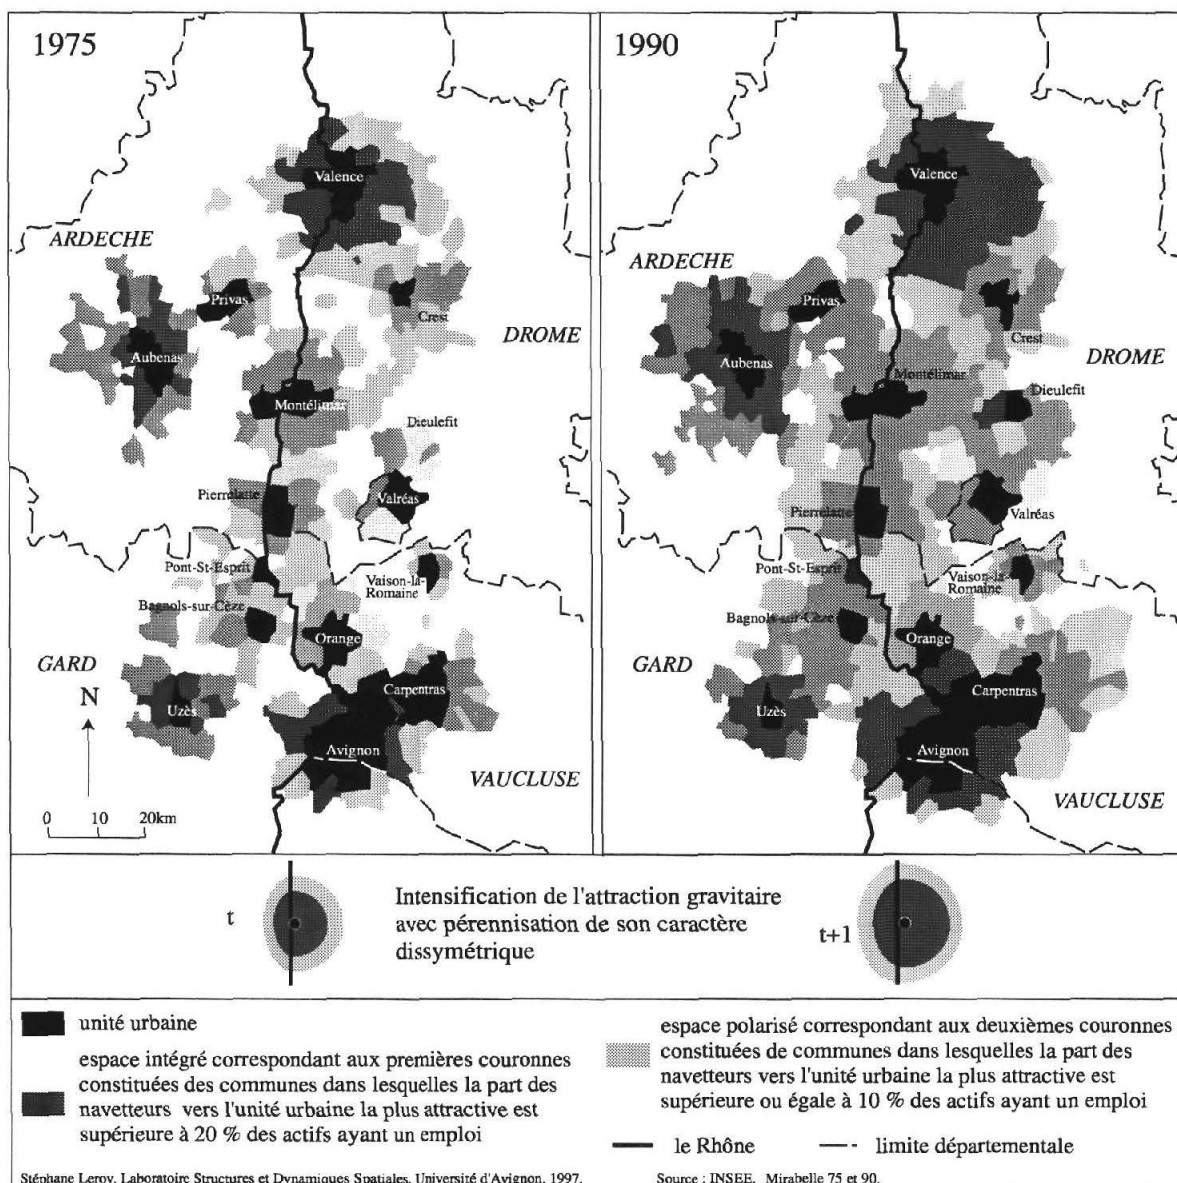 1975
Valence
ARDECHE
Privas
Crest
DROME
Aubenas
Montélimar
Dieulefit
Pierrelatte
Valréas
Pont-St-Esprit
Vaison-la-
Romaine
Bagnols-sur-Cèze
Orange
GARD
N
Carpentras
Uzès
Avignon
VAUCLUSE
0 10 20km
1990
Valence
ARDECHE
Privas
Crest
DROME
Aubenas
Montélimar
Dieulefit
Pierrelatte
Valréas
Pont-St-Esprit
Vaison-la-
Romaine
Bagnols-sur-Cèze
Orange
GARD
Carpentras
Uzès
Avignon
VAUCLUSE
t
Intensification de l'attraction gravitaire
avec pérennisation de son caractère
dissymétrique
t+1
unité urbaine
espace intégré correspondant aux premières couronnes
constituées des communes dans lesquelles la part des
navetteurs vers l'unité urbaine la plus attractive est
supérieure à 20 % des actifs ayant un emploi
espace polarisé correspondant aux deuxièmes couronnes
constituées de communes dans lesquelles la part des
navetteurs vers l'unité urbaine la plus attractive est
supérieure ou égale à 10 % des actifs ayant un emploi
le Rhône
limite départementale
Stéphane Leroy, Laboratoire Structures et Dynamiques Spatiales, Université d'Avignon, 1997.
Source : INSEE, Mirabelle 75 et 90.